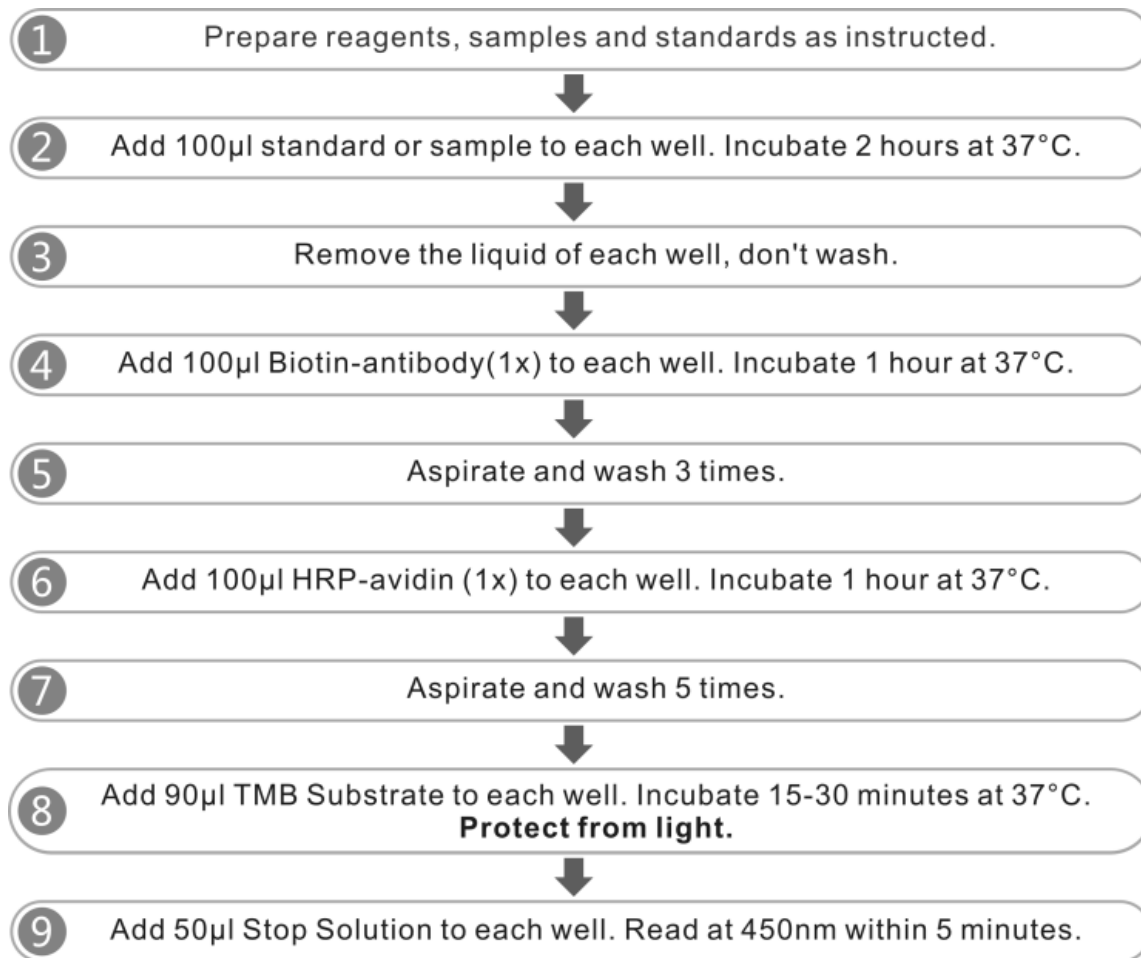 1
Prepare reagents, samples and standards as instructed.
2
Add 100µl standard or sample to each well. Incubate 2 hours at 37°C.
3
Remove the liquid of each well, don't wash.
4
Add 100µl Biotin-antibody(1x) to each well. Incubate 1 hour at 37°C.
5
Aspirate and wash 3 times.
6
Add 100µl HRP-avidin (1x) to each well. Incubate 1 hour at 37°C.
7
Aspirate and wash 5 times.
8
Add 90µl TMB Substrate to each well. Incubate 15-30 minutes at 37°C.
Protect from light.
9
Add 50µl Stop Solution to each well. Read at 450nm within 5 minutes.